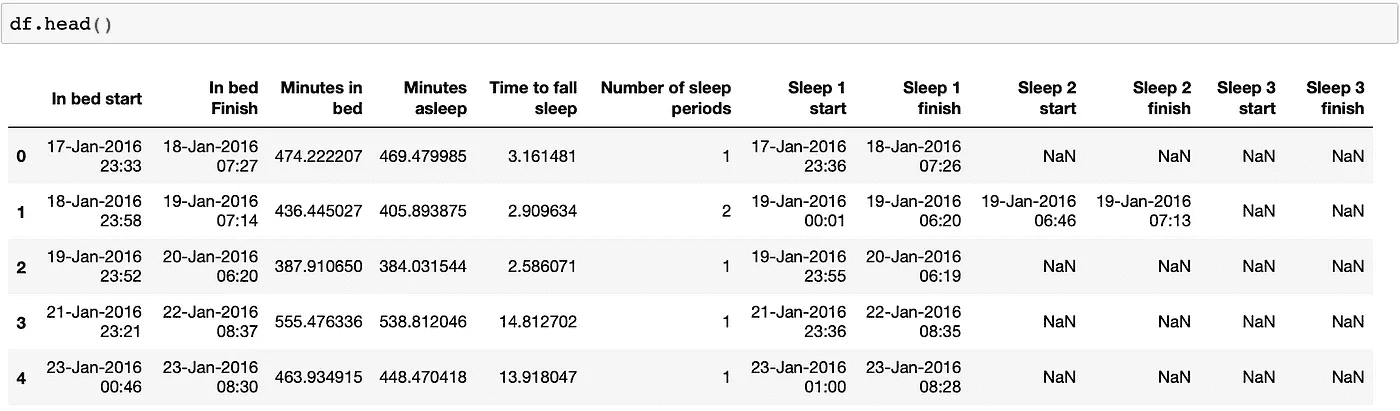 df.head()
In bed start In bed Finish Minutes in bed Minutes asleep Time to fall sleep Number of sleep periods Sleep 1 start Sleep 1 finish Sleep 2 start Sleep 2 finish Sleep 3 start Sleep 3 finish
0 17-Jan-2016 23:33 18-Jan-2016 07:27 474.222207 469.479985 3.161481 1 17-Jan-2016 23:36 18-Jan-2016 07:26 NaN NaN NaN NaN
1 18-Jan-2016 23:58 19-Jan-2016 07:14 436.445027 405.893875 2.909634 2 19-Jan-2016 00:01 19-Jan-2016 06:20 19-Jan-2016 06:46 19-Jan-2016 07:13 NaN NaN
2 19-Jan-2016 23:52 20-Jan-2016 06:20 387.910650 384.031544 2.586071 1 19-Jan-2016 23:55 20-Jan-2016 06:19 NaN NaN NaN NaN
3 21-Jan-2016 23:21 22-Jan-2016 08:37 555.476336 538.812046 14.812702 1 21-Jan-2016 23:36 22-Jan-2016 08:35 NaN NaN NaN NaN
4 23-Jan-2016 00:46 23-Jan-2016 08:30 463.934915 448.470418 13.918047 1 23-Jan-2016 01:00 23-Jan-2016 08:28 NaN NaN NaN NaN